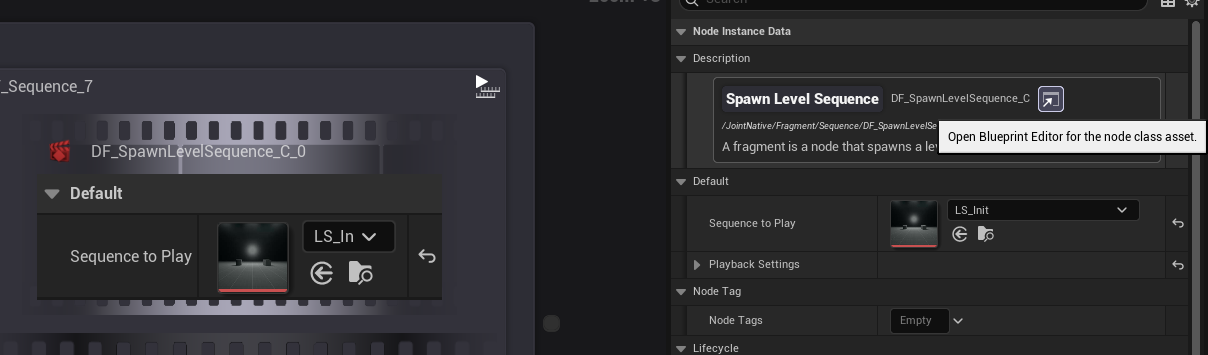 _Sequence_7
DF_SpawnLevelSequence_C_0
Default
Sequence to Play
LS_In
Search
Node Instance Data
Description
Spawn Level Sequence
DF_SpawnLevelSequence_C
/JointNative/Fragment/Sequence/DF_SpawnLevelSe
Open Blueprint Editor for the node class asset.
A fragment is a node that spawns a le
Default
Sequence to Play
LS_Init
Playback Settings
Node Tag
Node Tags
Empty
Lifecycle